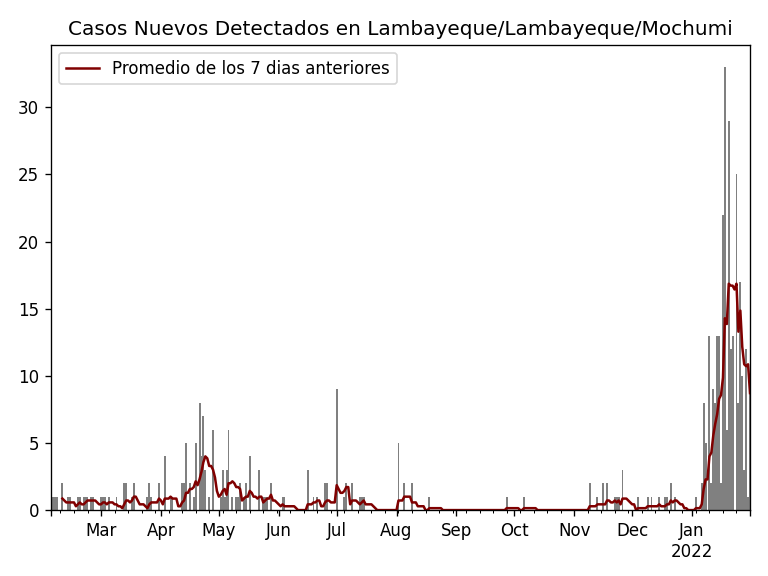 Casos Nuevos Detectados en Lambayeque/Lambayeque/Mochumi
Promedio de los 7 dias anteriores
30
25
20
15
10
5
0
Mar Apr May Jun Jul Aug Sep Oct Nov Dec Jan
2022